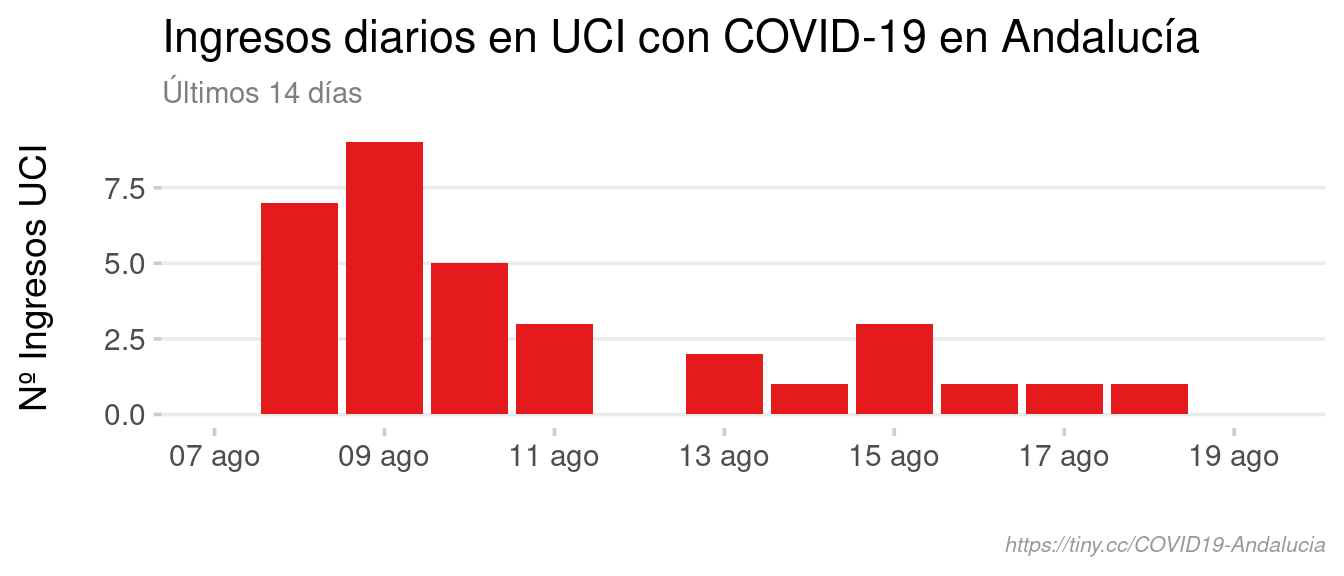 Ingresos diarios en UCI con COVID-19 en Andalucía
Últimos 14 días
Nº Ingresos UCI
7.5
5.0
2.5
0.0
07 ago 09 ago 11 ago 13 ago 15 ago 17 ago 19 ago
https://tiny.cc/COVID19-Andalucia